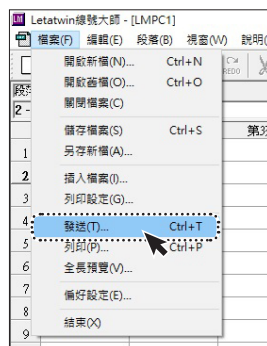 Letatwin線號大師 - [LMPC1]
檔案(F) 編輯(E) 段落(B) 視窗(W) 說明(
開啟新檔(N)... Ctrl+N
開啟舊檔(O)... Ctrl+O
關閉檔案(C)
REDO
段
2 -
儲存檔案(S) Ctrl+S
另存新檔(A)...
插入檔案(I)...
列印設定(G)...
發送(T)... Ctrl+T
列印(P)... Ctrl+P
全長預覽(V)...
偏好設定(E)...
結束(X)
第
1
2
3
4
5
6
7
8
9